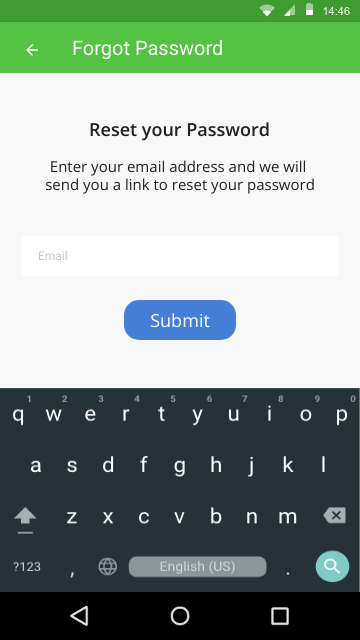 14:46
Forgot Password
Reset your Password
Enter your email address and we will
send you a link to reset your password
Email
Submit
1 2 3 4 5 6 7 8 9 0
q w e r t y u i o p
a s d f g h j k l
z x c v b n m
?123 , English (US) .